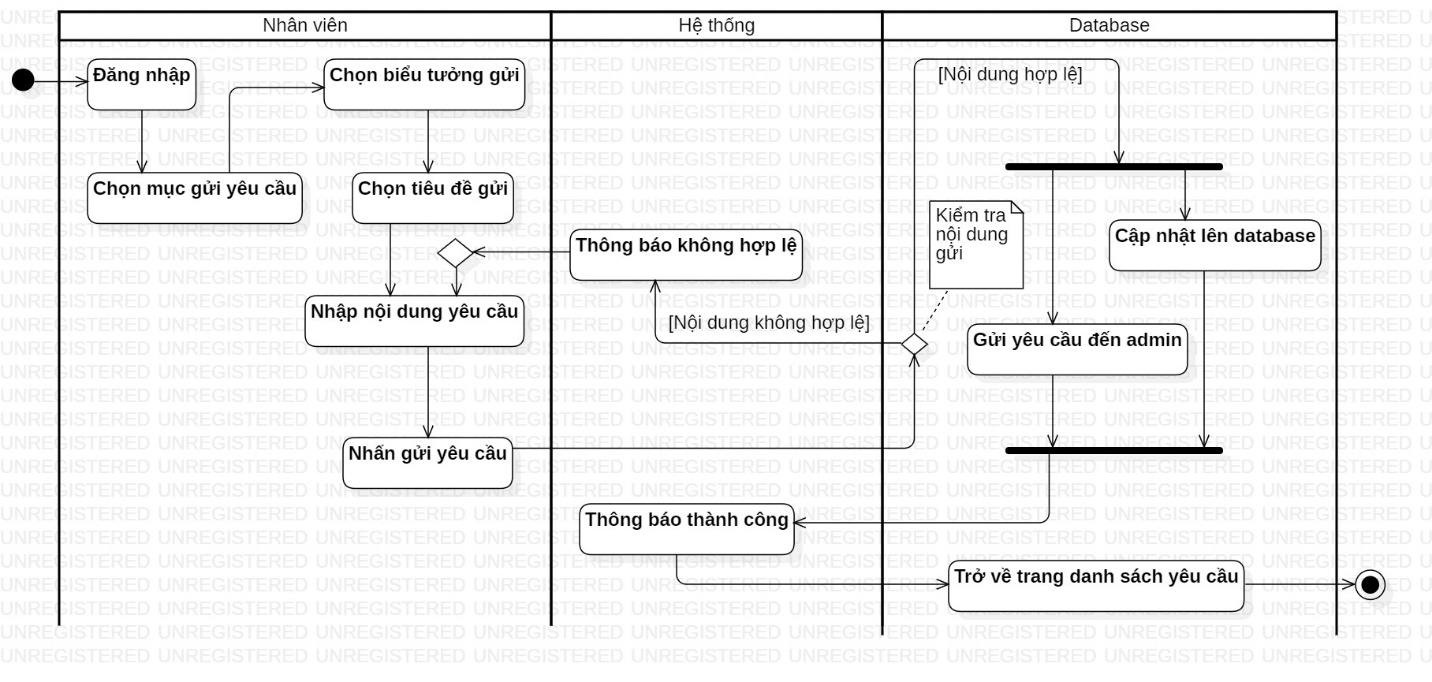 Nhân viên
Hệ thống
Database
Đăng nhập
Chọn biểu tưởng gửi
[Nội dung hợp lệ]
Chọn mục gửi yêu cầu
Chọn tiêu đề gửi
Kiểm tra
nội dung
gửi
Thông báo không hợp lệ
Cập nhật lên database
Nhập nội dung yêu cầu
[Nội dung không hợp lệ]
Gửi yêu cầu đến admin
Nhấn gửi yêu cầu
Thông báo thành công
Trở về trang danh sách yêu cầu
UNREGISTERED